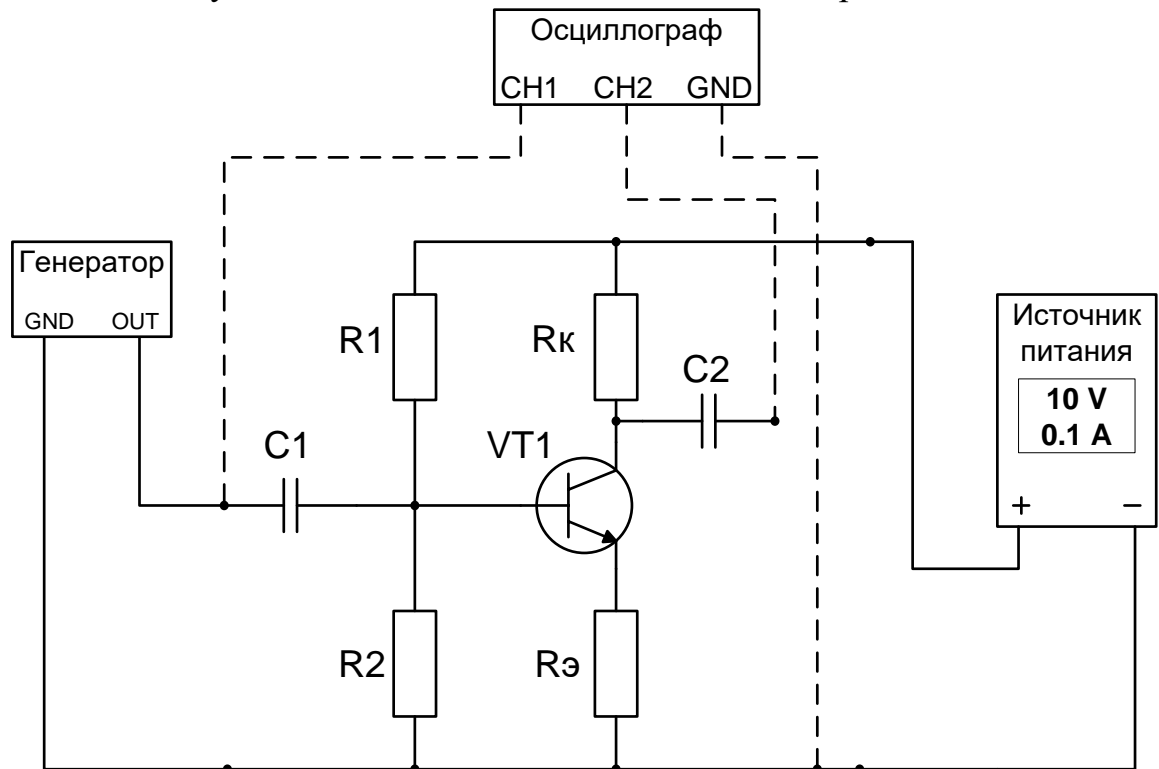 Осциллограф
CH1 CH2 GND
Генератор
GND OUT
R1
Rк
C2
Источник
питания
10 V
0.1 A
C1
VT1
+ −
R2
Rэ